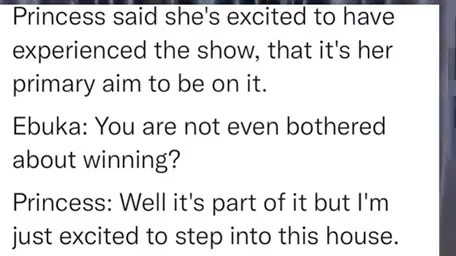 Princess said she's excited to have
experienced the show, that it's her
primary aim to be on it.
Ebuka: You are not even bothered
about winning?
Princess: Well it's part of it but I'm
just excited to step into this house.